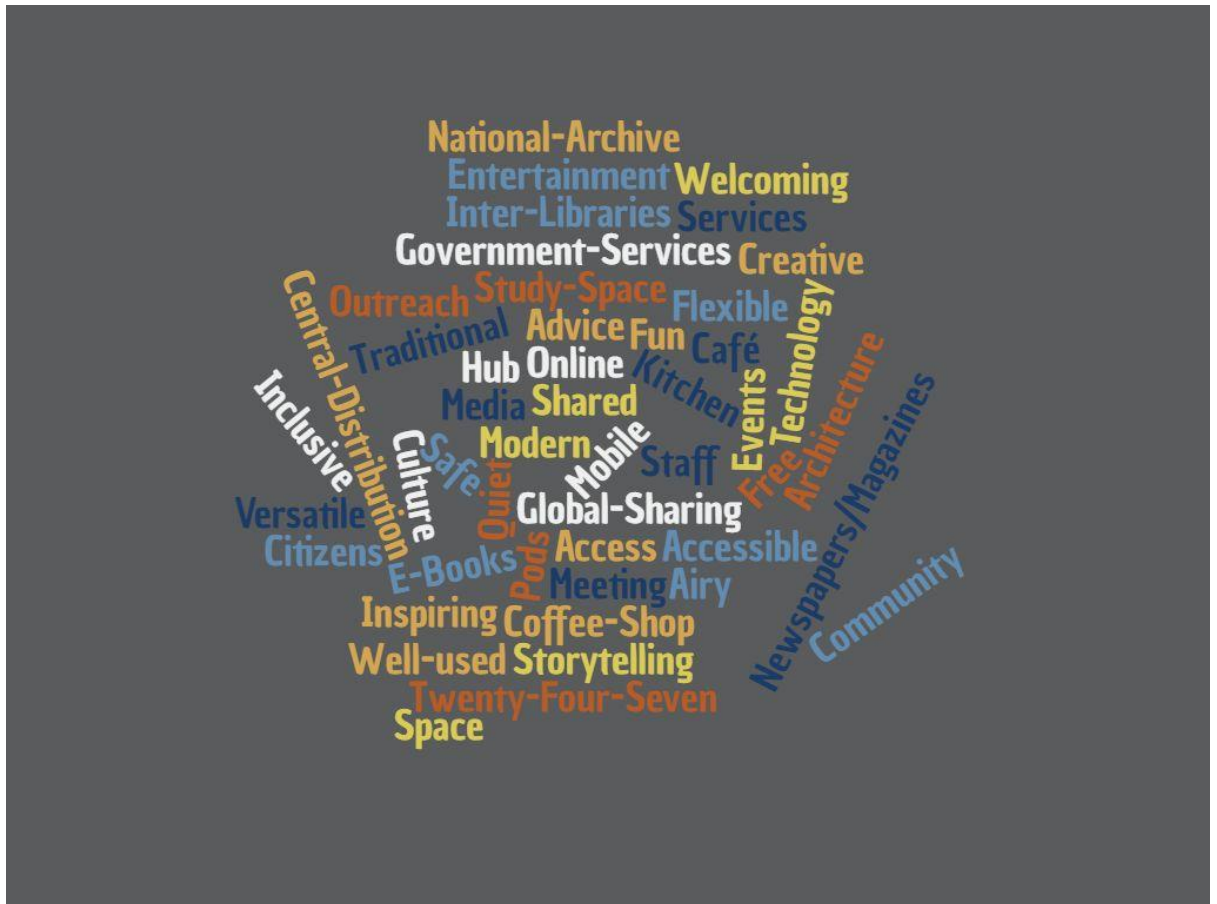 National-Archive
Entertainment
Welcoming
Inter-Libraries
Services
Government-Services
Creative
Central-Distribution
Outreach
Study-Space
Flexible
Technology
Traditional
Advice
Fun
Café
Architecture
Hub
Online
Kitchen
Inclusive
Media
Shared
Events
Newspapers/Magazines
Culture
Safe
Modern
Mobile
Staff
Free
Versatile
Quiet
Global-Sharing
Citizens
E-Books
Pods
Access
Accessible
Meeting
Airy
Community
Inspiring
Coffee-Shop
Well-used
Storytelling
Twenty-Four-Seven
Space